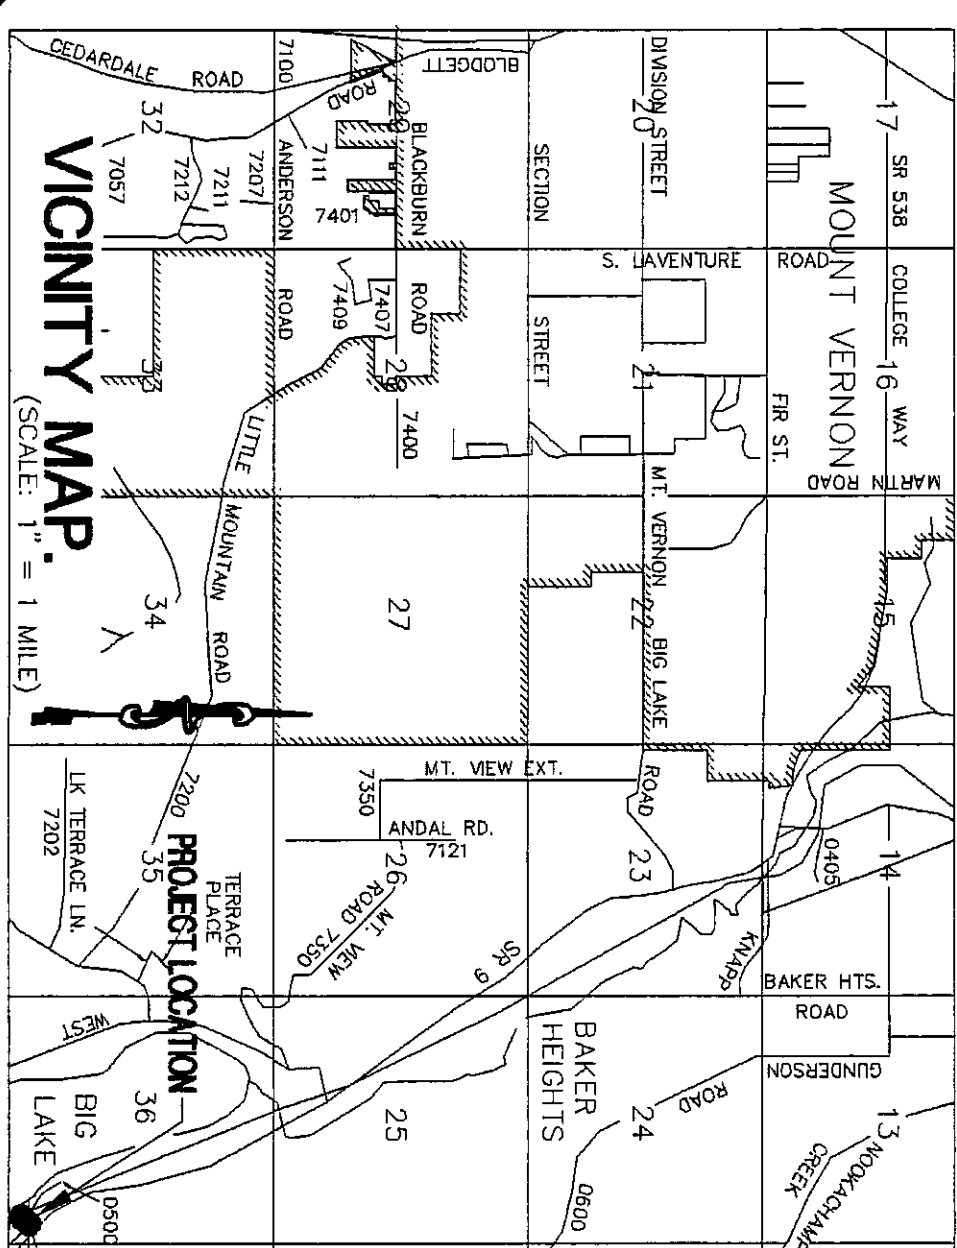 VICINITY MAP.
(SCALE: 1" = 1 MILE)
CEDARDALE ROAD
7100
ROAD
BLODGETT
29
BLACKBURN
SECTION
DIVISION STREET
20
17
SR 538
32
7057
7212
7211
7207
ANDERSON
7111
7401
MOUNT VERNON
S. LAVENTURE ROAD
ROAD
7409
7407
ROAD
28
7400
STREET
21
FIR ST.
COLLEGE
16
WAY
33
LITTLE
MOUNTAIN
ROAD
MARTIN ROAD
MT. VERNON
BIG LAKE
ROAD
34
27
22
15
LK TERRACE LN.
7202
7200
35
PROJECT LOCATION
TERRACE
PLACE
MT. VIEW EXT.
7350
ANDAL RD.
7121
26
MT. VIEW
ROAD 7350
23
SR 9
0405
14
KNAPP
BAKER HTS.
ROAD
GUNDERSON
ROAD
WEST
36
BIG
LAKE
D500
25
BAKER
HEIGHTS
24
0600
13
NOOKACHAMP
CREEK